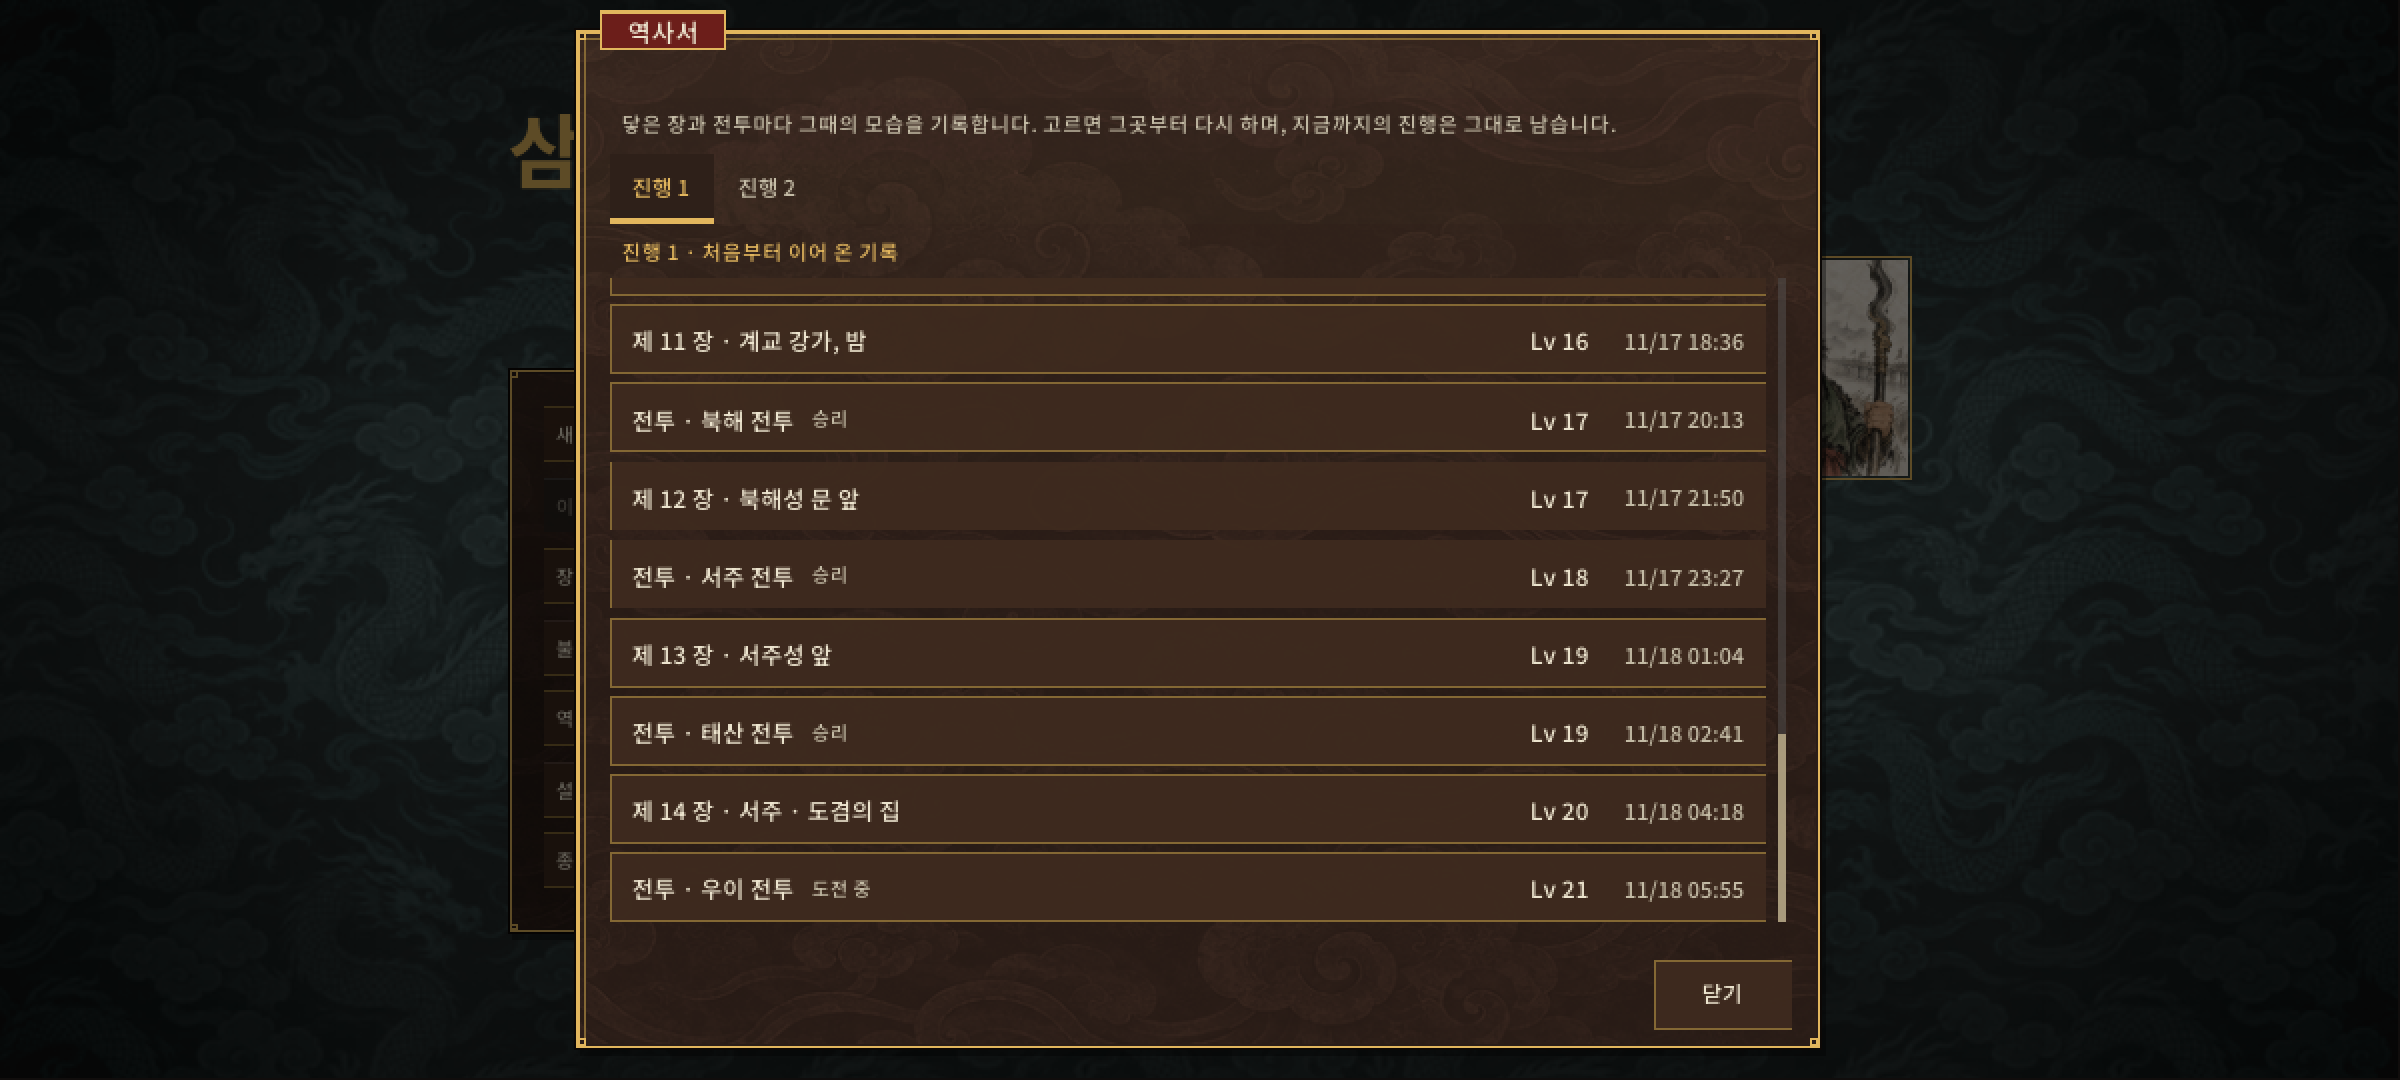 역사서
삼
닿은 장과 전투마다 그때의 모습을 기록합니다. 고르면 그곳부터 다시 하며, 지금까지의 진행은 그대로 남습니다.
진행 1 진행 2
진행 1 · 처음부터 이어 온 기록
제 11 장 · 계교 강가, 밤 Lv 16 11/17 18:36
전투 · 북해 전투 승리 Lv 17 11/17 20:13
새
제 12 장 · 북해성 문 앞 Lv 17 11/17 21:50
이
전투 · 서주 전투 승리 Lv 18 11/17 23:27
장
제 13 장 · 서주성 앞 Lv 19 11/18 01:04
불
전투 · 태산 전투 승리 Lv 19 11/18 02:41
역
제 14 장 · 서주 · 도겸의 집 Lv 20 11/18 04:18
설
전투 · 우이 전투 도전 중 Lv 21 11/18 05:55
종
닫기